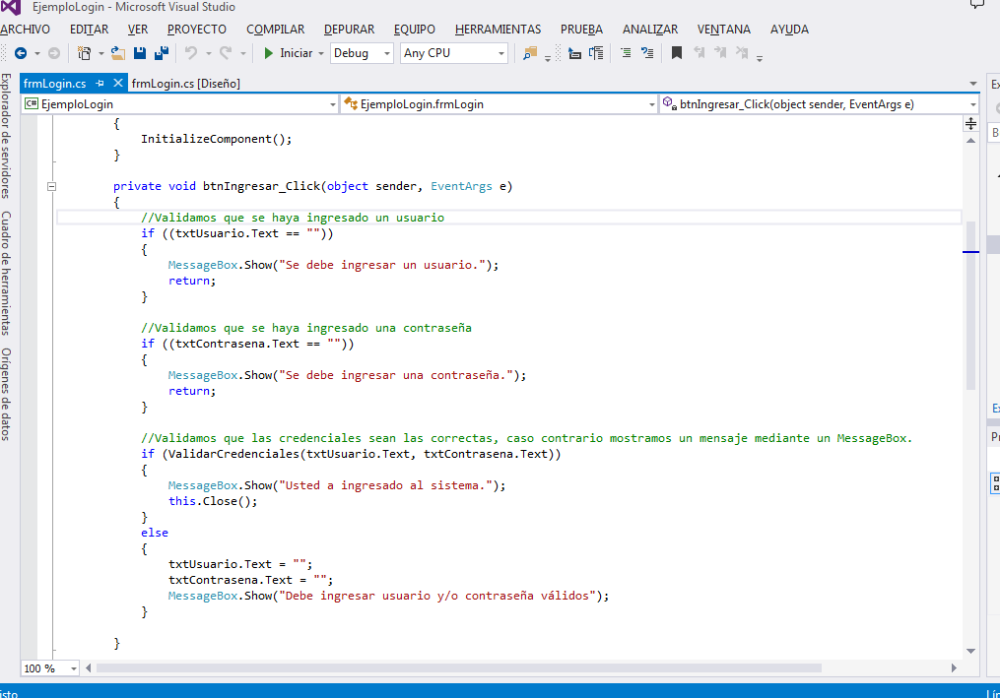 EjemploLogin - Microsoft Visual Studio
ARCHIVO EDITAR VER PROYECTO COMPILAR DEPURAR EQUIPO HERRAMIENTAS PRUEBA ANALIZAR VENTANA AYUDA
Iniciar Debug Any CPU
frmLogin.cs frmLogin.cs [Diseño]
C# EjemploLogin EjemploLogin.frmLogin btnIngresar_Click(object sender, EventArgs e)
Explorador de servidores
Cuadro de herramientas
Orígenes de datos
{
InitializeComponent();
}
private void btnIngresar_Click(object sender, EventArgs e)
{
//Validamos que se haya ingresado un usuario
if ((txtUsuario.Text == ""))
{
MessageBox.Show("Se debe ingresar un usuario.");
return;
}
//Validamos que se haya ingresado una contraseña
if ((txtContrasena.Text == ""))
{
MessageBox.Show("Se debe ingresar una contraseña.");
return;
}
//Validamos que las credenciales sean las correctas, caso contrario mostramos un mensaje mediante un MessageBox.
if (ValidarCredenciales(txtUsuario.Text, txtContrasena.Text))
{
MessageBox.Show("Usted a ingresado al sistema.");
this.Close();
}
else
{
txtUsuario.Text = "";
txtContrasena.Text = "";
MessageBox.Show("Debe ingresar usuario y/o contraseña válidos");
}
}
100 %